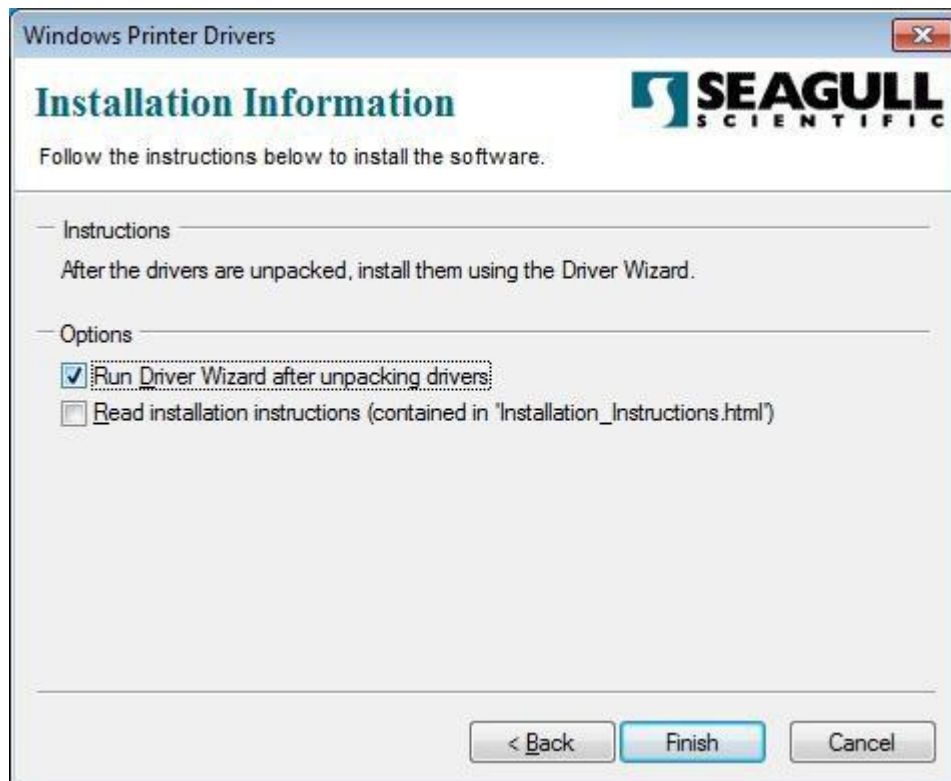 Windows Printer Drivers
Installation Information
SEAGULL
SCIENTIFIC
Follow the instructions below to install the software.
Instructions
After the drivers are unpacked, install them using the Driver Wizard.
Options
Run Driver Wizard after unpacking drivers
Read installation instructions (contained in "Installation_Instructions.html")
< Back
Finish
Cancel